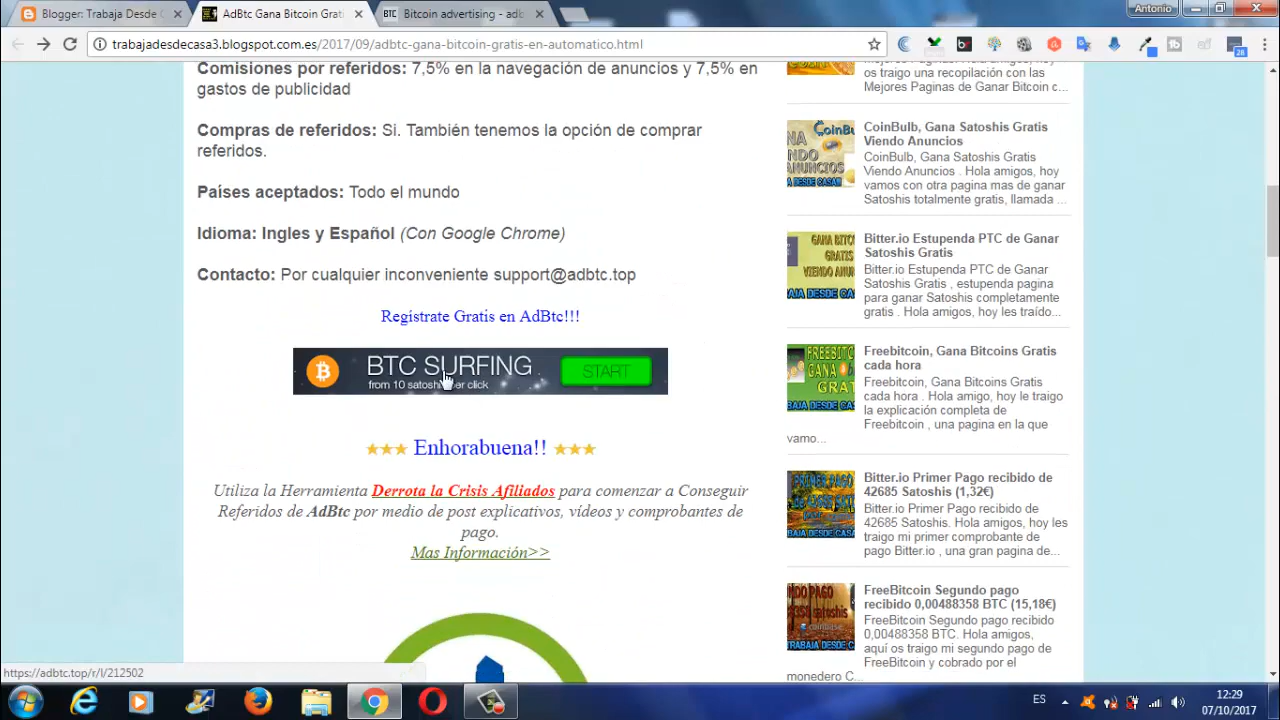 Blogger: Trabaja Desde C
AdBtc Gana Bitcoin Grati
Bitcoin advertising - adb
Antonio
trabajadesdecasa3.blogspot.com.es/2017/09/adbtc-gana-bitcoin-gratis-en-automatico.html
28
Comisiones por referidos: 7,5% en la navegación de anuncios y 7,5% en
gastos de publicidad
Compras de referidos: Si. También tenemos la opción de comprar
referidos.
Países aceptados: Todo el mundo
Idioma: Ingles y Español (Con Google Chrome)
Contacto: Por cualquier inconveniente support@adbtc.top
Regístrate Gratis en AdBtc!!!
BTC SURFING
from 10 satoshi per click
START
Enhorabuena!!
Utiliza la Herramienta Derrota la Crisis Afiliados para comenzar a Conseguir
Referidos de AdBtc por medio de post explicativos, vídeos y comprobantes de
pago.
Mas Información>>
Mejores Paginas. Hola amigos, hoy
os traigo una recopilación con las
Mejores Paginas de Ganar Bitcoin c...
CoinBulb, Gana Satoshis Gratis
Viendo Anuncios
CoinBulb, Gana Satoshis Gratis
Viendo Anuncios . Hola amigos, hoy
vamos con otra pagina mas de ganar
Satoshis totalmente gratis, llamada ...
Bitter.io Estupenda PTC de Ganar
Satoshis Gratis
Bitter.io Estupenda PTC de Ganar
Satoshis Gratis , estupenda pagina
para ganar Satoshis completamente
gratis . Hola amigos, hoy les traído...
Freebitcoin, Gana Bitcoins Gratis
cada hora
Freebitcoin, Gana Bitcoins Gratis
cada hora . Hola amigo, hoy le traigo
la explicación completa de
Freebitcoin , una pagina en la que
vamo...
Bitter.io Primer Pago recibido de
42685 Satoshis (1,32€)
Bitter.io Primer Pago recibido de
42685 Satoshis. Hola amigos, hoy les
traigo mi primer comprobante de
pago Bitter.io , una gran pagina de...
FreeBitcoin Segundo pago
recibido 0,00488358 BTC (15,18€)
FreeBitcoin Segundo pago recibido
0,00488358 BTC. Hola amigos,
aquí os traigo mi segundo pago de
FreeBitcoin y cobrado por el
monedero C...
https://adbtc.top/r/l/212502
ES
12:29
07/10/2017